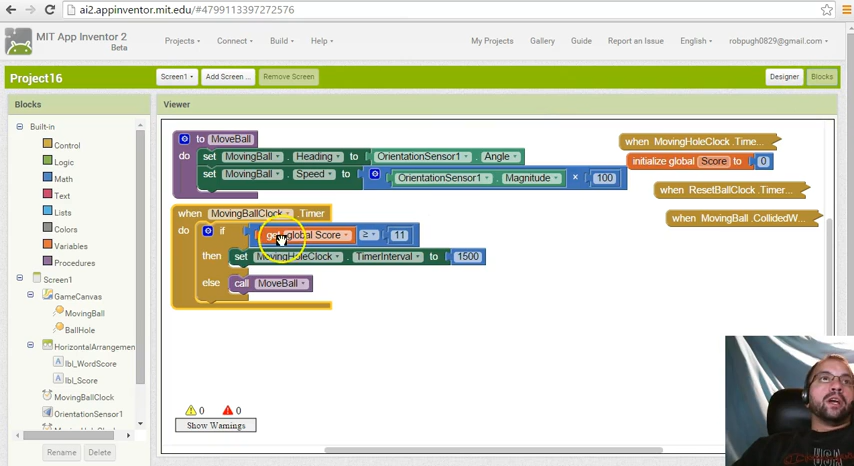 ai2.appinventor.mit.edu/#4799113397272576
MIT App Inventor 2
Beta
Projects Connect Build Help My Projects Gallery Guide Report an Issue English robpugh0829@gmail.com
Project16 Screen1 Add Screen ... Remove Screen Designer Blocks
Blocks
Viewer
Built-in
Control
Logic
Math
Text
Lists
Colors
Variables
Procedures
Screen1
GameCanvas
MovingBall
BallHole
HorizontalArrangemen
lbl_WordScore
lbl_Score
MovingBallClock
OrientationSensor1
Rename Delete
to MoveBall
do set MovingBall . Heading to OrientationSensor1 . Angle
set MovingBall . Speed to OrientationSensor1 . Magnitude × 100
when MovingBallClock .Timer
do if get global Score ≥ 11
then set MovingHoleClock . TimerInterval to 1500
else call MoveBall
when MovingHoleClock.Time...
initialize global Score to 0
when ResetBallClock.Timer...
when MovingBall.CollidedW...
0 0
Show Warnings
USA